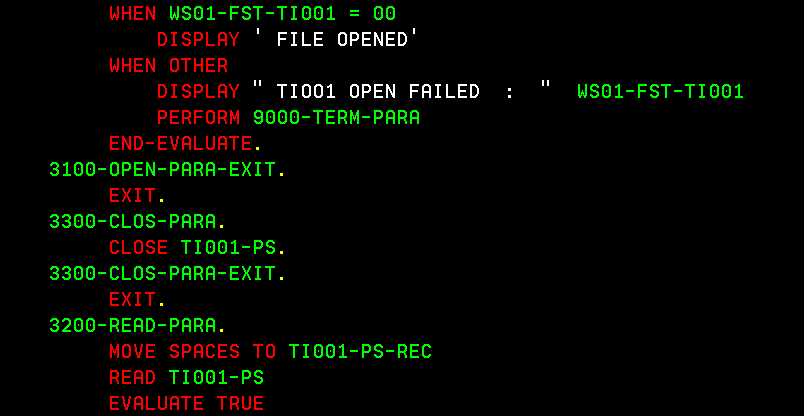 WHEN WS01-FST-TI001 = 00
DISPLAY ' FILE OPENED'
WHEN OTHER
DISPLAY " TI001 OPEN FAILED  :  "  WS01-FST-TI001
PERFORM 9000-TERM-PARA
END-EVALUATE.
3100-OPEN-PARA-EXIT.
EXIT.
3300-CLOS-PARA.
CLOSE TI001-PS.
3300-CLOS-PARA-EXIT.
EXIT.
3200-READ-PARA.
MOVE SPACES TO TI001-PS-REC
READ TI001-PS
EVALUATE TRUE